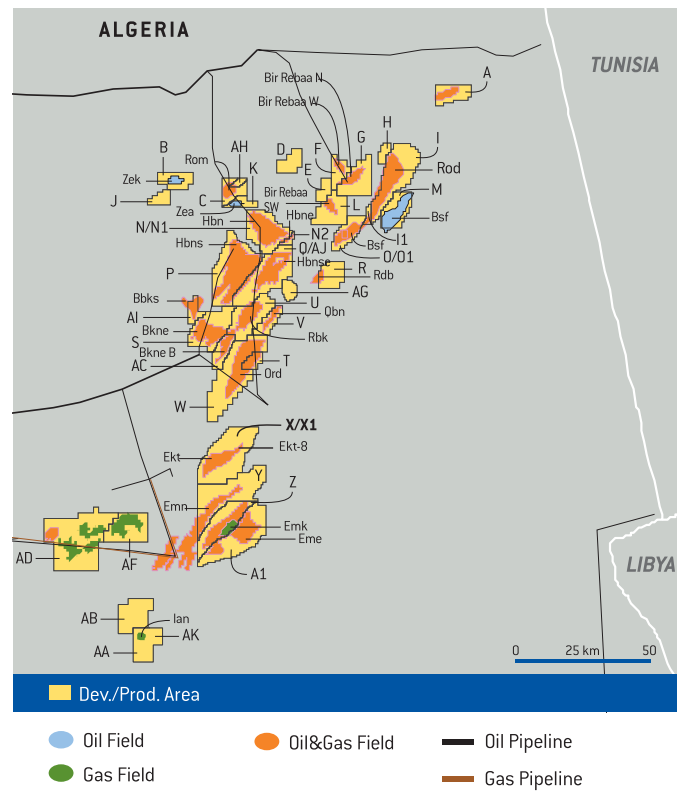 ALGERIA
TUNISIA
Bir Rebaa N
A
Bir Rebaa W
H
B
D
F
G
I
AH
Rom
K
E
Rod
Zek
M
J
C
Bir Rebaa
SW
L
Zea
Hbn
Hbne
Bsf
N/N1
N2
I1
Bsf
Hbns
Q/AJ
O/O1
Hbnse
P
R
Rdb
AG
Bbks
U
Qbn
AI
V
Bkne
S
Rbk
Bkne B
T
AC
Ord
W
X/X1
Ekt-8
Ekt
Y
Z
Emn
Emk
Eme
AD
AF
A1
LIBYA
AB
Ian
AK
AA
0 25 km 50
Dev./Prod. Area
Oil Field
Oil&Gas Field
Oil Pipeline
Gas Field
Gas Pipeline